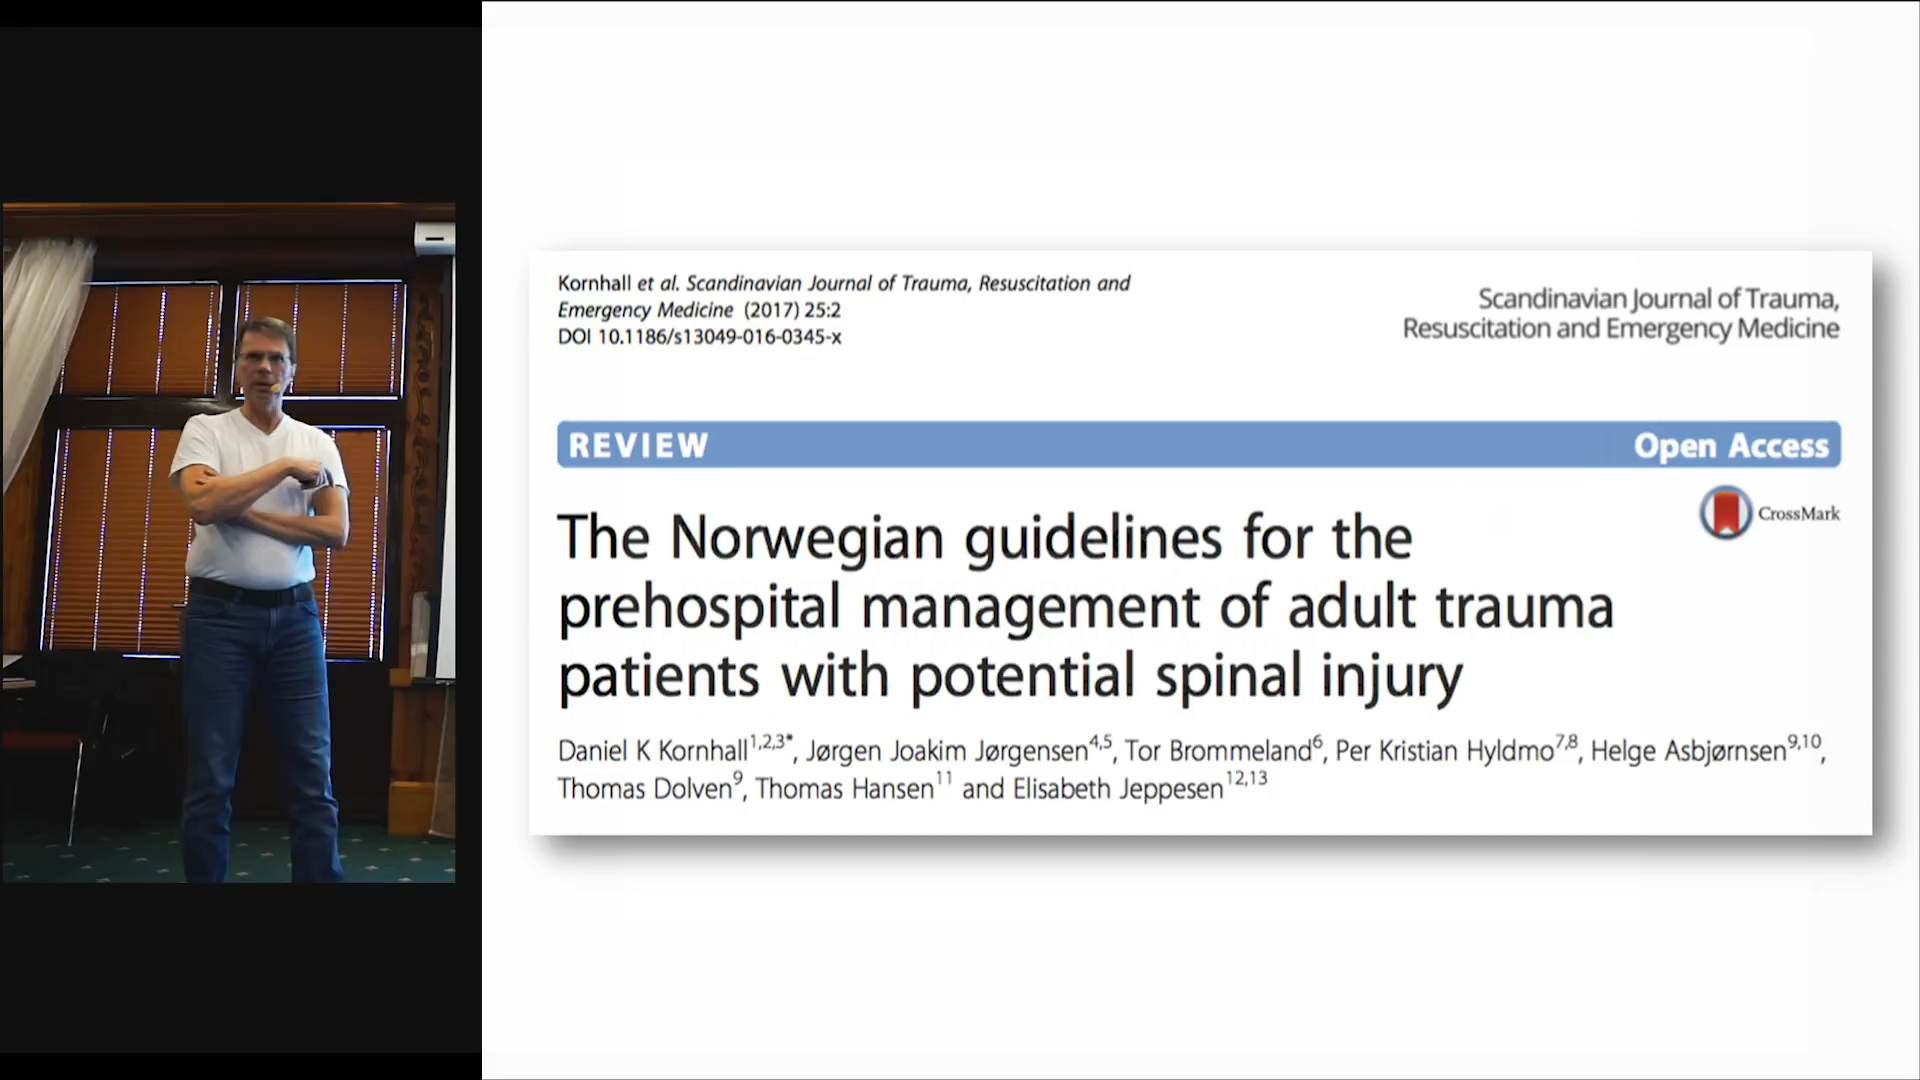 Kornhall et al. Scandinavian Journal of Trauma, Resuscitation and
Emergency Medicine (2017) 25:2
DOI 10.1186/s13049-016-0345-x
Scandinavian Journal of Trauma,
Resuscitation and Emergency Medicine
REVIEW
Open Access
CrossMark
The Norwegian guidelines for the
prehospital management of adult trauma
patients with potential spinal injury
Daniel K Kornhall1,2,3*, Jørgen Joakim Jørgensen4,5, Tor Brommeland6, Per Kristian Hyldmo7,8, Helge Asbjørnsen9,10,
Thomas Dolven9, Thomas Hansen11 and Elisabeth Jeppesen12,13